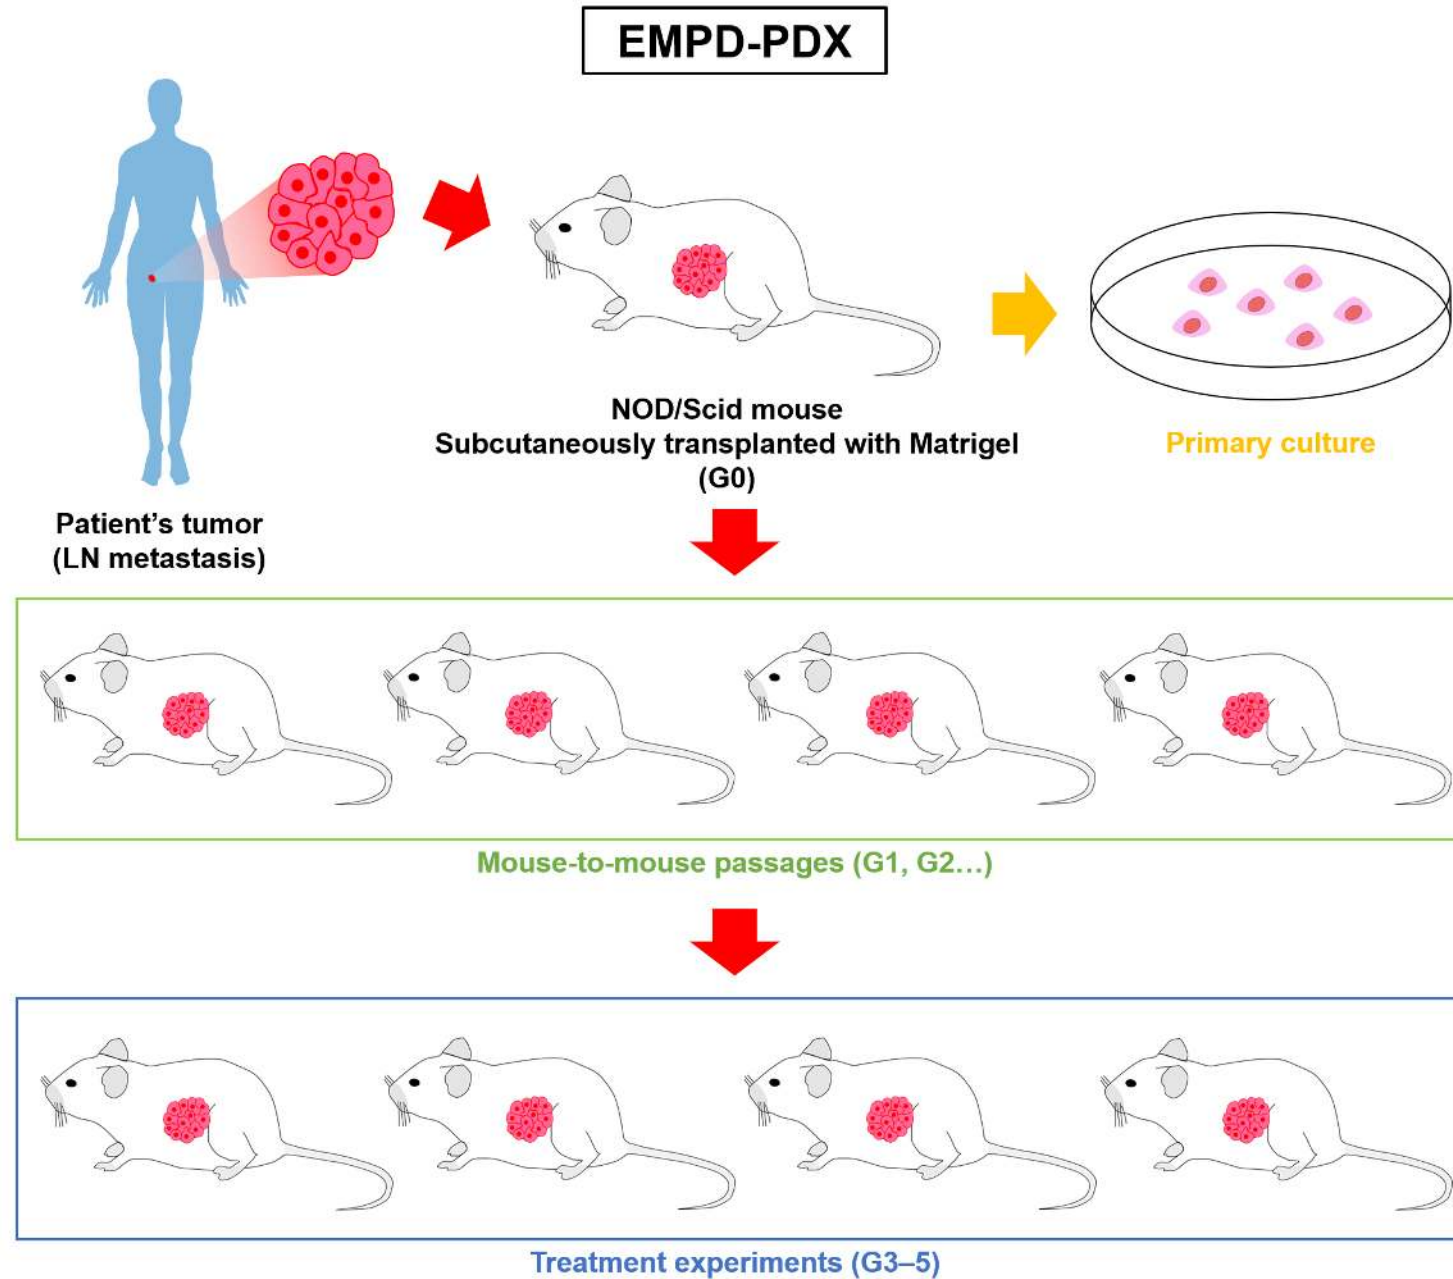 EMPD-PDX
NOD/Scid mouse
Subcutaneously transplanted with Matrigel
(G0)
Primary culture
Patient’s tumor
(LN metastasis)
Mouse-to-mouse passages (G1, G2…)
Treatment experiments (G3–5)